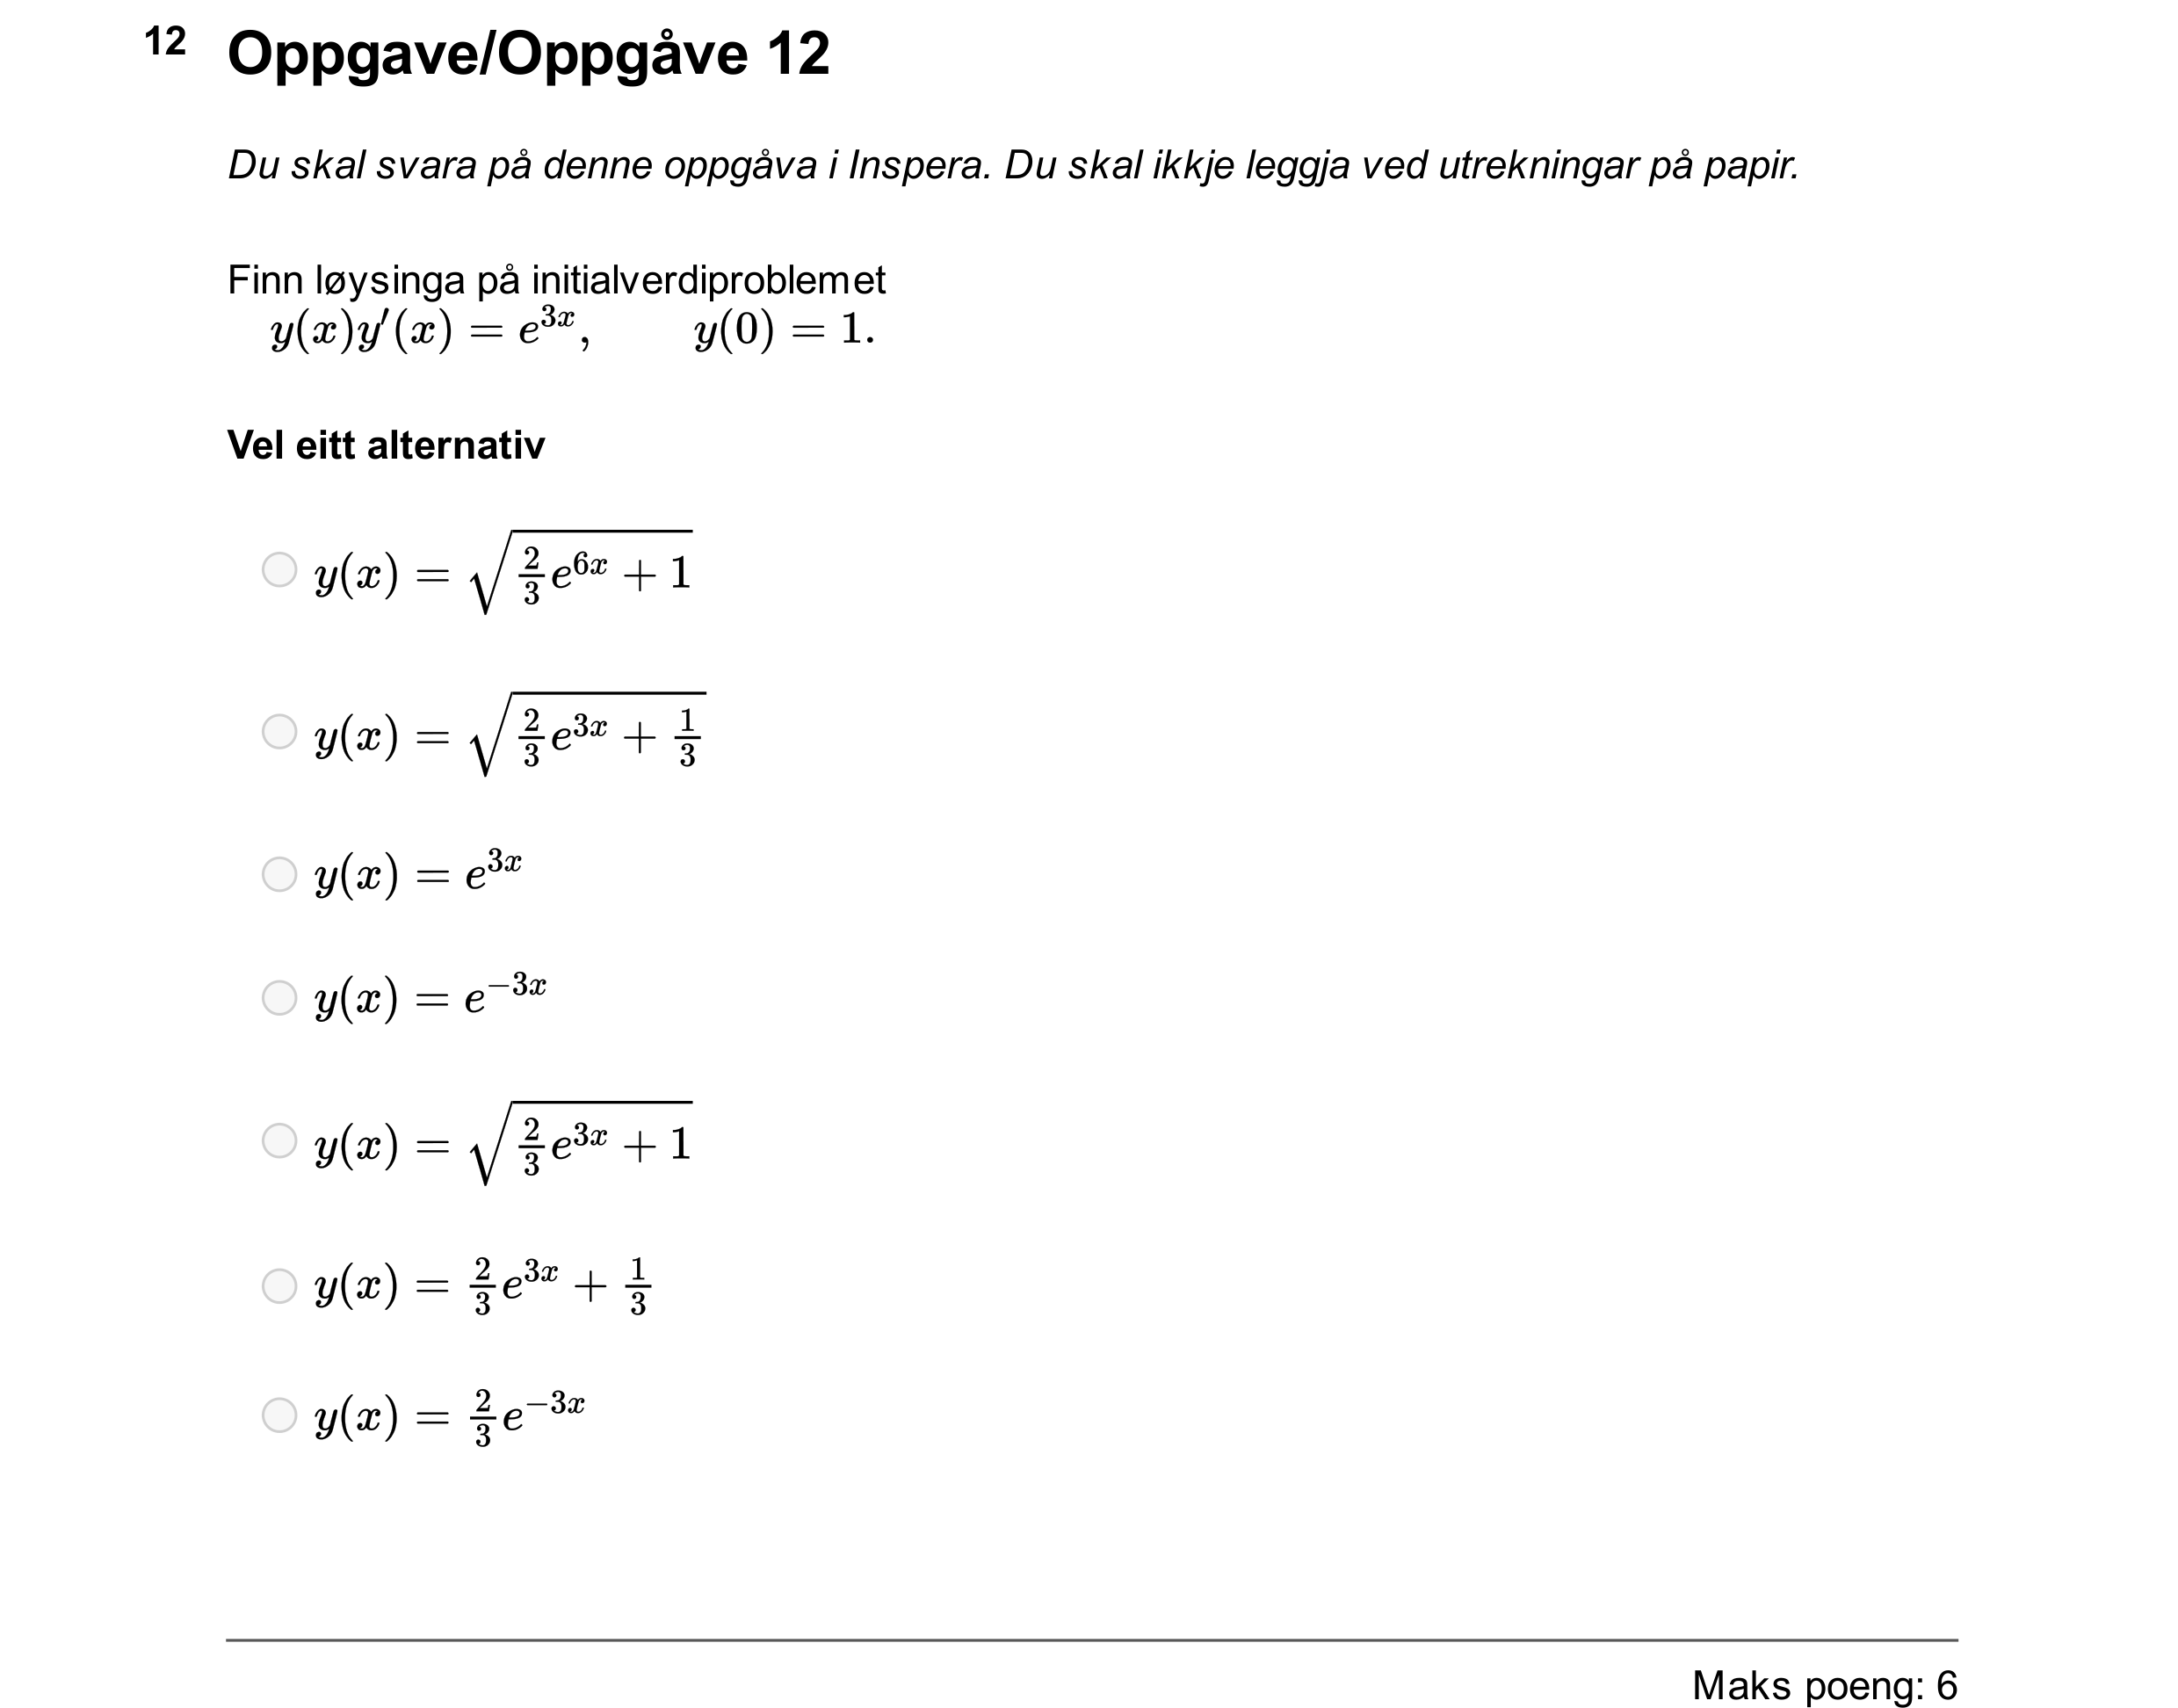 12 Oppgave/Oppgåve 12
Du skal svara på denne oppgåva i Inspera. Du skal ikkje leggja ved utrekningar på papir.
Finn løysinga på initialverdiproblemet
$y(x)y'(x) = e^{3x}, \qquad y(0) = 1.$
Vel eitt alternativ
$y(x) = \sqrt{\frac{2}{3}e^{6x} + 1}$
$y(x) = \sqrt{\frac{2}{3}e^{3x} + \frac{1}{3}}$
$y(x) = e^{3x}$
$y(x) = e^{-3x}$
$y(x) = \sqrt{\frac{2}{3}e^{3x} + 1}$
$y(x) = \frac{2}{3}e^{3x} + \frac{1}{3}$
$y(x) = \frac{2}{3}e^{-3x}$
Maks poeng: 6